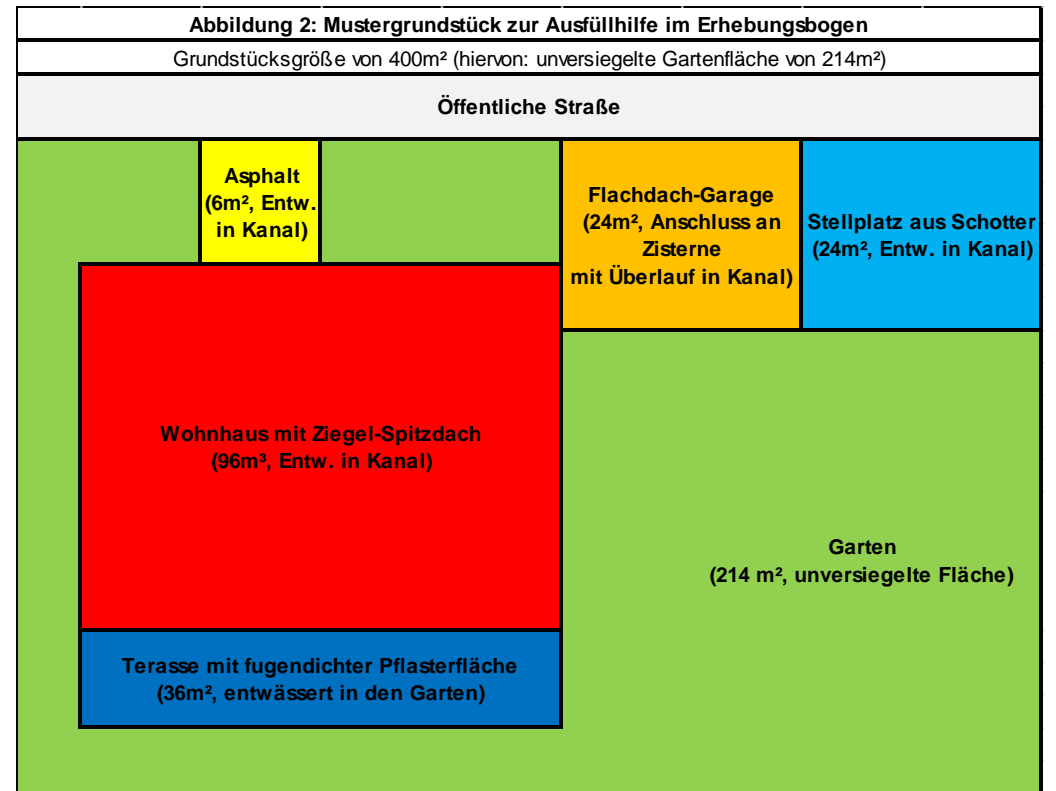 Abbildung 2: Mustergrundstück zur Ausfüllhilfe im Erhebungsbogen
Grundstücksgröße von 400m² (hiervon: unversiegelte Gartenfläche von 214m²)
Öffentliche Straße
Asphalt
(6m², Entw.
in Kanal)
Flachdach-Garage
(24m², Anschluss an
Zisterne
mit Überlauf in Kanal)
Stellplatz aus Schotter
(24m², Entw. in Kanal)
Wohnhaus mit Ziegel-Spitzdach
(96m³, Entw. in Kanal)
Garten
(214 m², unversiegelte Fläche)
Terasse mit fugendichter Pflasterfläche
(36m², entwässert in den Garten)